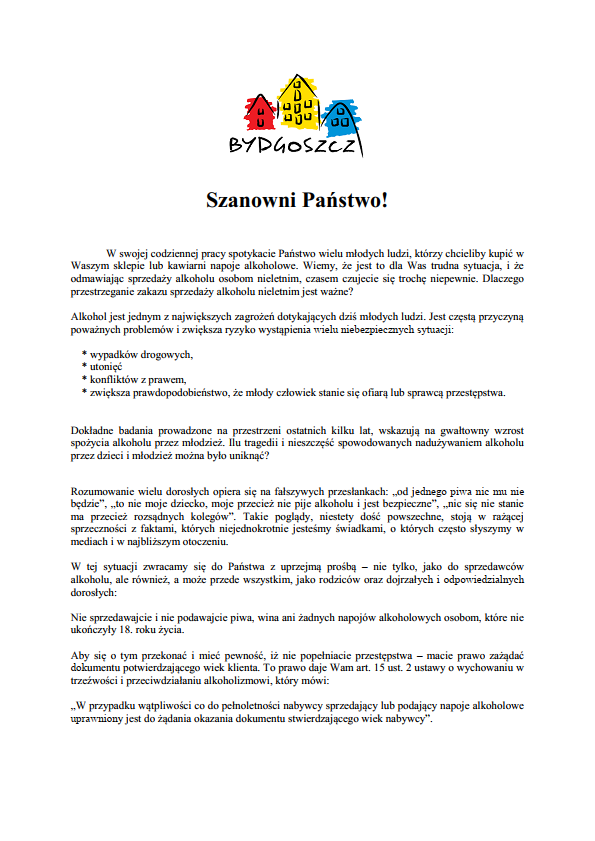 BYDGOSZCZ
Szanowni Państwo!
W swojej codziennej pracy spotykacie Państwo wielu młodych ludzi, którzy chcieliby kupić w
Waszym sklepie lub kawiarni napoje alkoholowe. Wiemy, że jest to dla Was trudna sytuacja, i że
odmawiając sprzedaży alkoholu osobom nieletnim, czasem czujecie się trochę niepewnie. Dlaczego
przestrzeganie zakazu sprzedaży alkoholu nieletnim jest ważne?
Alkohol jest jednym z największych zagrożeń dotykających dziś młodych ludzi. Jest częstą przyczyną
poważnych problemów i zwiększa ryzyko wystąpienia wielu niebezpiecznych sytuacji:
* wypadków drogowych,
* utonięć
* konfliktów z prawem,
* zwiększa prawdopodobieństwo, że młody człowiek stanie się ofiarą lub sprawcą przestępstwa.
Dokładne badania prowadzone na przestrzeni ostatnich kilku lat, wskazują na gwałtowny wzrost
spożycia alkoholu przez młodzież. Ilu tragedii i nieszczęść spowodowanych nadużywaniem alkoholu
przez dzieci i młodzież można było uniknąć?
Rozumowanie wielu dorosłych opiera się na fałszywych przesłankach: „od jednego piwa nic mu nie
będzie”, „to nie moje dziecko, moje przecież nie pije alkoholu i jest bezpieczne”, „nic się nie stanie
ma przecież rozsądnych kolegów”. Takie poglądy, niestety dość powszechne, stoją w rażącej
sprzeczności z faktami, których niejednokrotnie jesteśmy świadkami, o których często słyszymy w
mediach i w najbliższym otoczeniu.
W tej sytuacji zwracamy się do Państwa z uprzejmą prośbą – nie tylko, jako do sprzedawców
alkoholu, ale również, a może przede wszystkim, jako rodziców oraz dojrzałych i odpowiedzialnych
dorosłych:
Nie sprzedawajcie i nie podawajcie piwa, wina ani żadnych napojów alkoholowych osobom, które nie
ukończyły 18. roku życia.
Aby się o tym przekonać i mieć pewność, iż nie popełniacie przestępstwa – macie prawo zażądać
dokumentu potwierdzającego wiek klienta. To prawo daje Wam art. 15 ust. 2 ustawy o wychowaniu w
trzeźwości i przeciwdziałaniu alkoholizmowi, który mówi:
„W przypadku wątpliwości co do pełnoletności nabywcy sprzedający lub podający napoje alkoholowe
uprawniony jest do żądania okazania dokumentu stwierdzającego wiek nabywcy”.